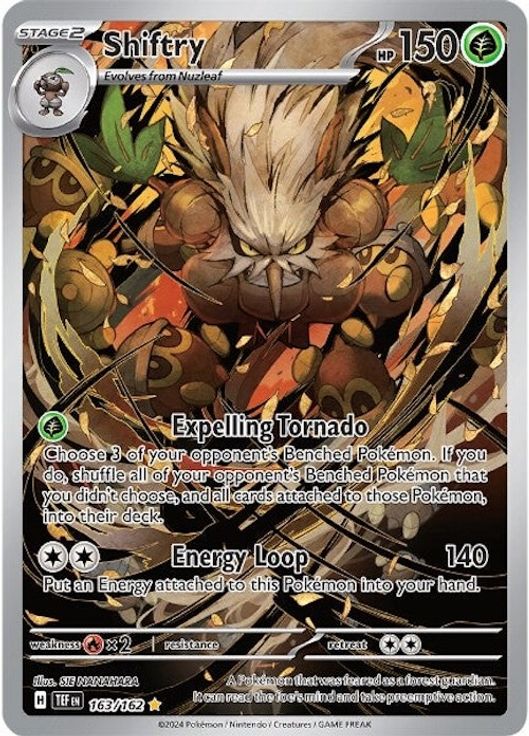 STAGE2
Shiftry
HP 150
Evolves from Nuzleaf
Expelling Tornado
Choose 3 of your opponent's Benched Pokémon. If you
do, shuffle all of your opponent's Benched Pokémon that
you didn't choose, and all cards attached to those Pokémon,
into their deck.
Energy Loop 140
Put an Energy attached to this Pokémon into your hand.
weakness ×2 resistance retreat
Illus. SIE NANAHARA
A Pokémon that was feared as a forest guardian.
It can read the foe's mind and take preemptive action.
H TEF EN 163/162
©2024 Pokémon / Nintendo / Creatures / GAME FREAK